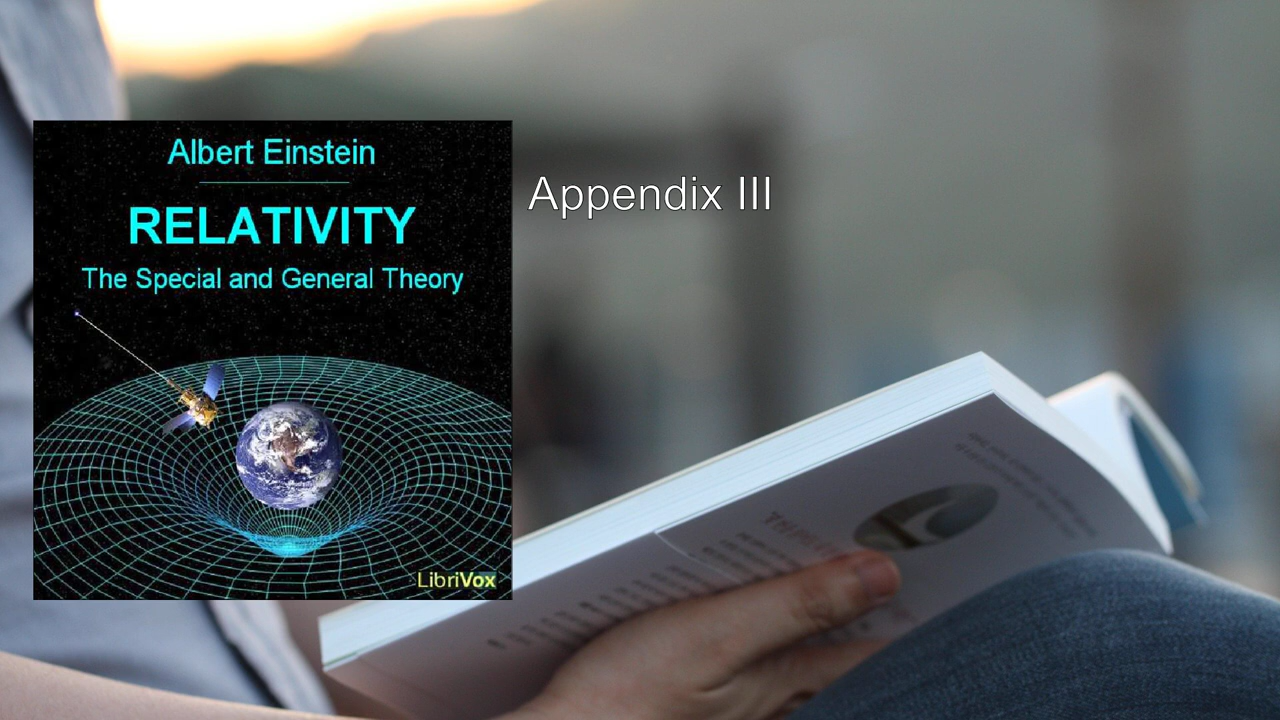 Albert Einstein
RELATIVITY
The Special and General Theory
LibriVox
Appendix III